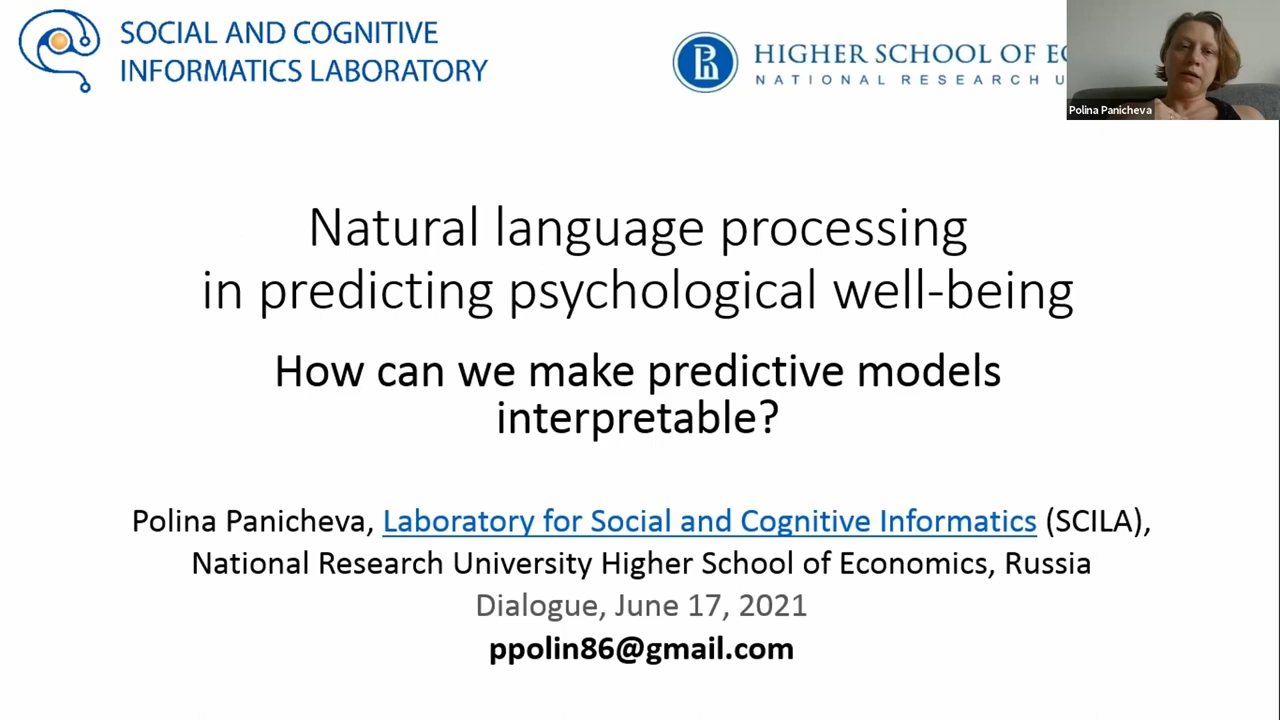 SOCIAL AND COGNITIVE
INFORMATICS LABORATORY
HIGHER SCHOOL OF EC
NATIONAL RESEARCH U
Polina Panicheva
Natural language processing
in predicting psychological well-being
How can we make predictive models
interpretable?
Polina Panicheva, Laboratory for Social and Cognitive Informatics (SCILA),
National Research University Higher School of Economics, Russia
Dialogue, June 17, 2021
ppolin86@gmail.com